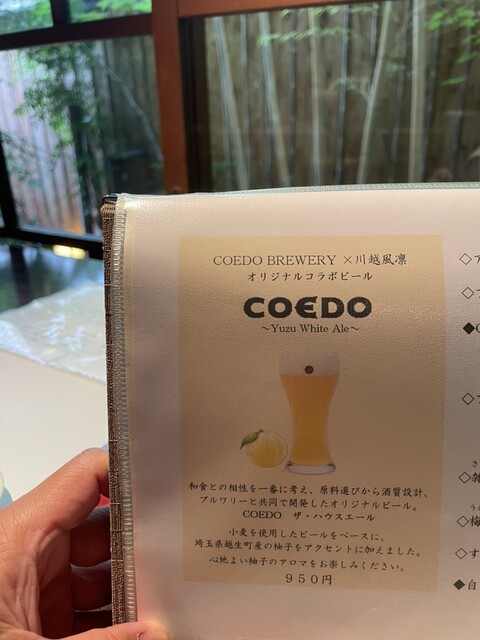 COEDO BREWERY ×川越風凛
オリジナルコラボビール
COEDO
～Yuzu White Ale～
和食との相性を一番に考え、原料選びから酒質設計、
ブルワリーと共同で開発したオリジナルビール。
COEDO ザ・ハウスエール
小麦を使用したビールをベースに、
埼玉県越生町産の柚子をアクセントに加えました。
心地よい柚子のアロマをお楽しみください。
950円
◇
◇
◆
◇
◇雑
◇梅
◇す
◆自